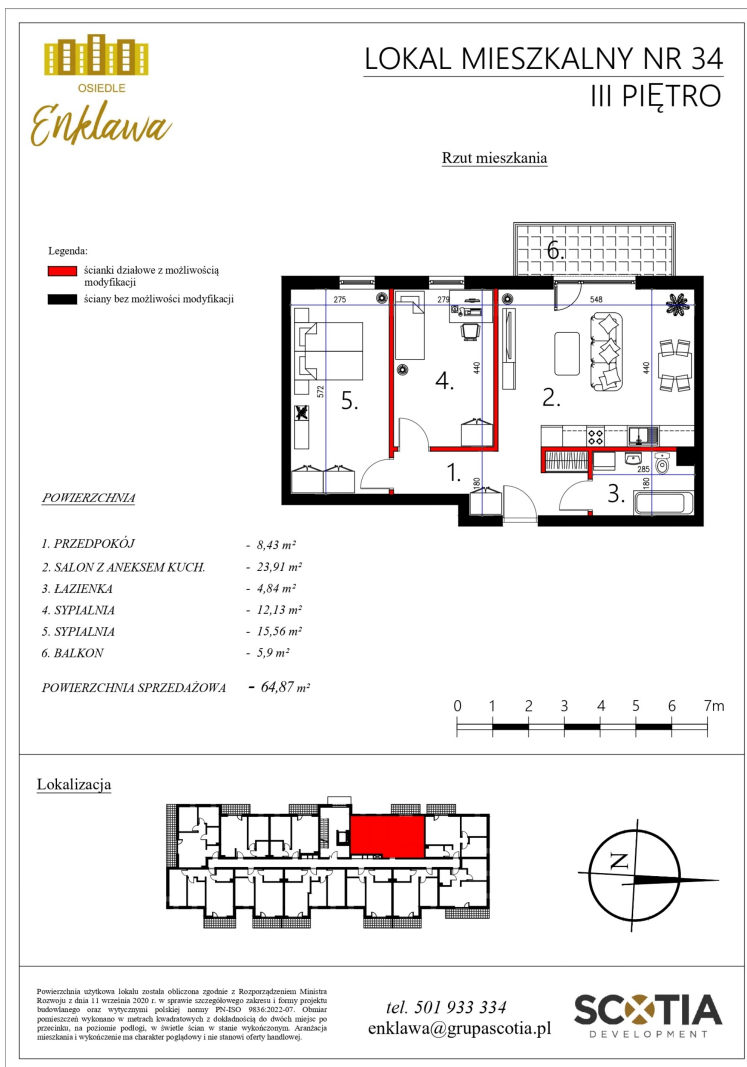 OSIEDLE
Enklawa
LOKAL MIESZKALNY NR 34
III PIĘTRO
Rzut mieszkania
Legenda:
ścianki działowe z możliwością
modyfikacji
ściany bez możliwości modyfikacji
6.
275
279
548
5.
572
4.
440
2.
440
1.
180
3.
285
180
POWIERZCHNIA
1. PRZEDPOKÓJ - 8,43 m²
2. SALON Z ANEKSEM KUCH. - 23,91 m²
3. ŁAZIENKA - 4,84 m²
4. SYPIALNIA - 12,13 m²
5. SYPIALNIA - 15,56 m²
6. BALKON - 5,9 m²
POWIERZCHNIA SPRZEDAŻOWA - 64,87 m²
0 1 2 3 4 5 6 7m
Lokalizacja
N
Powierzchnia użytkowa lokalu została obliczona zgodnie z Rozporządzeniem Ministra
Rozwoju z dnia 11 września 2020 r. w sprawie szczegółowego zakresu i formy projektu
budowlanego oraz wytycznymi polskiej normy PN-ISO 9836:2022-07. Obmiar
pomieszczeń wykonano w metrach kwadratowych z dokładnością do dwóch miejsc po
przecinku, na poziomie podłogi, w świetle ścian w stanie wykończonym. Aranżacja
mieszkania i wykończenie ma charakter poglądowy i nie stanowi oferty handlowej.
tel. 501 933 334
enklawa@grupascotia.pl
SCOTIA
DEVELOPMENT